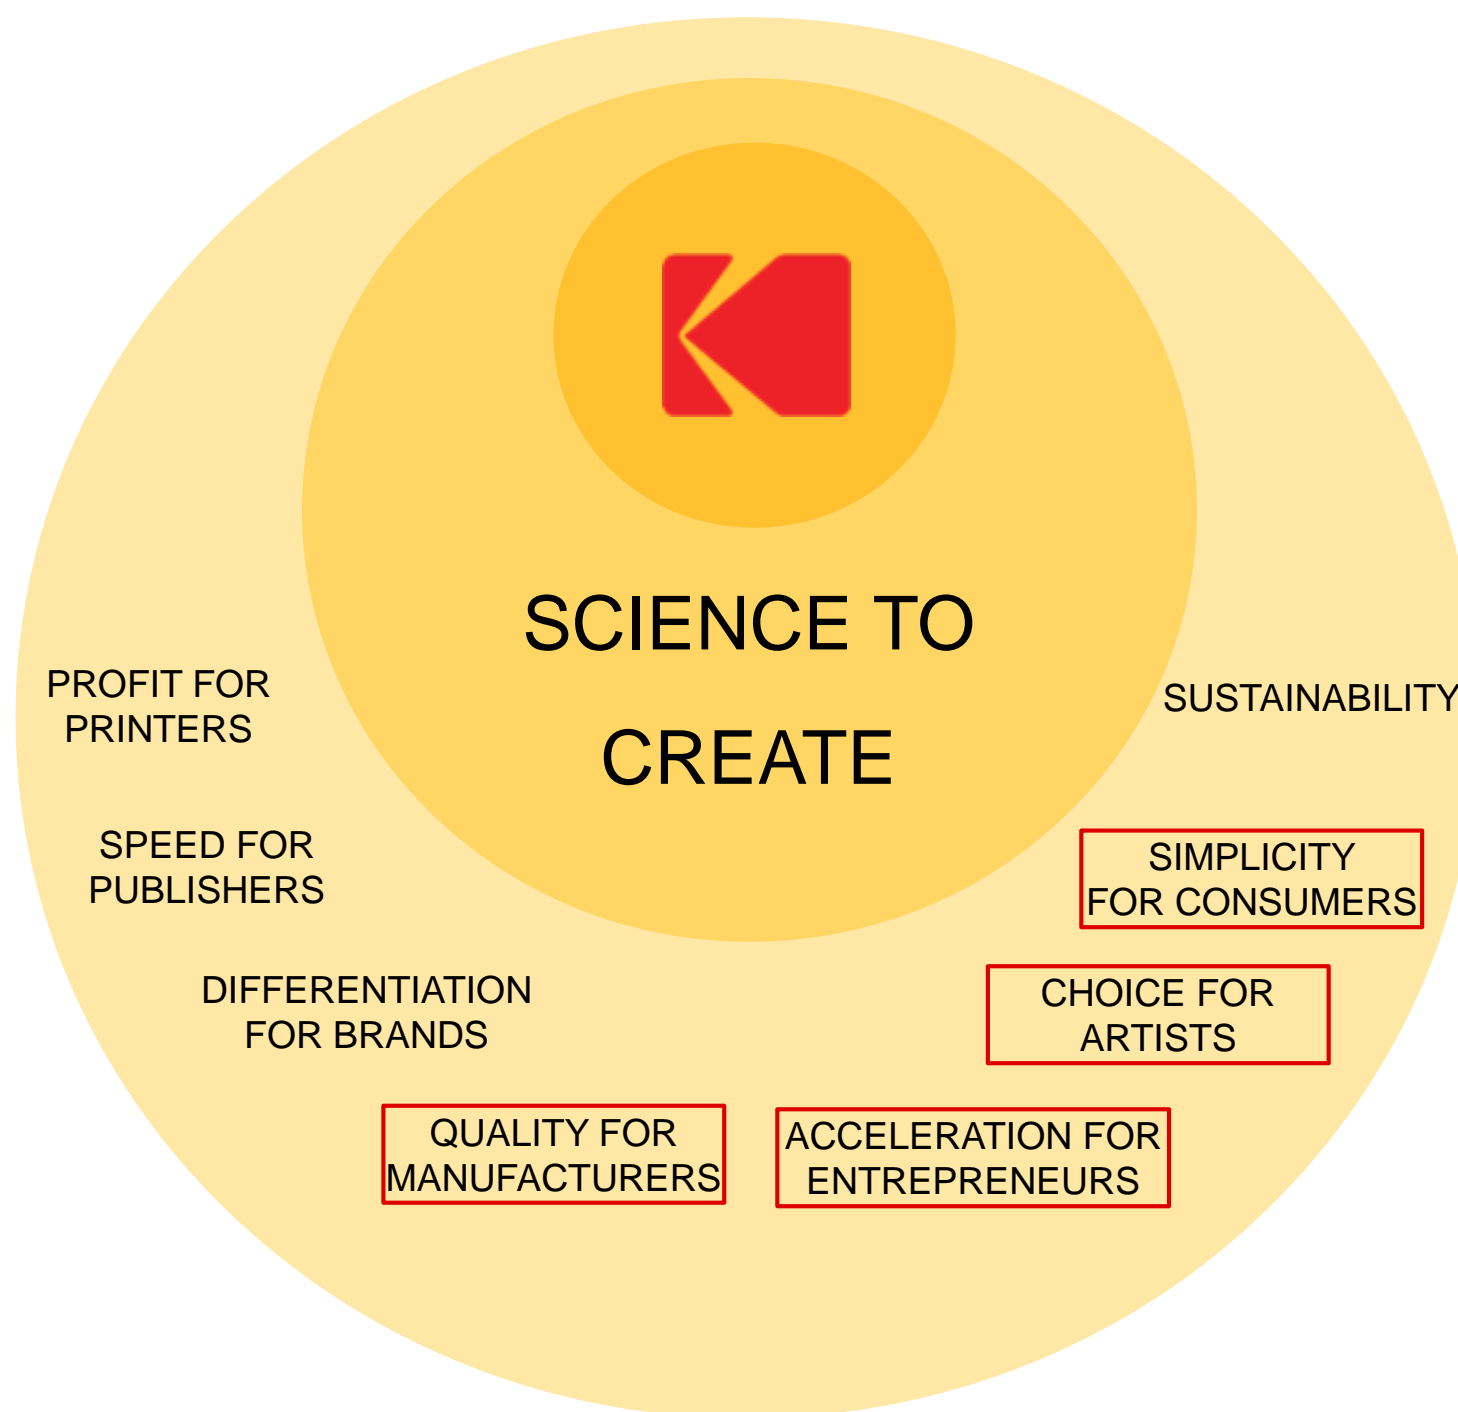 SCIENCE TO
CREATE
PROFIT FOR
PRINTERS
SPEED FOR
PUBLISHERS
DIFFERENTIATION
FOR BRANDS
QUALITY FOR
MANUFACTURERS
ACCELERATION FOR
ENTREPRENEURS
CHOICE FOR
ARTISTS
SIMPLICITY
FOR CONSUMERS
SUSTAINABILITY